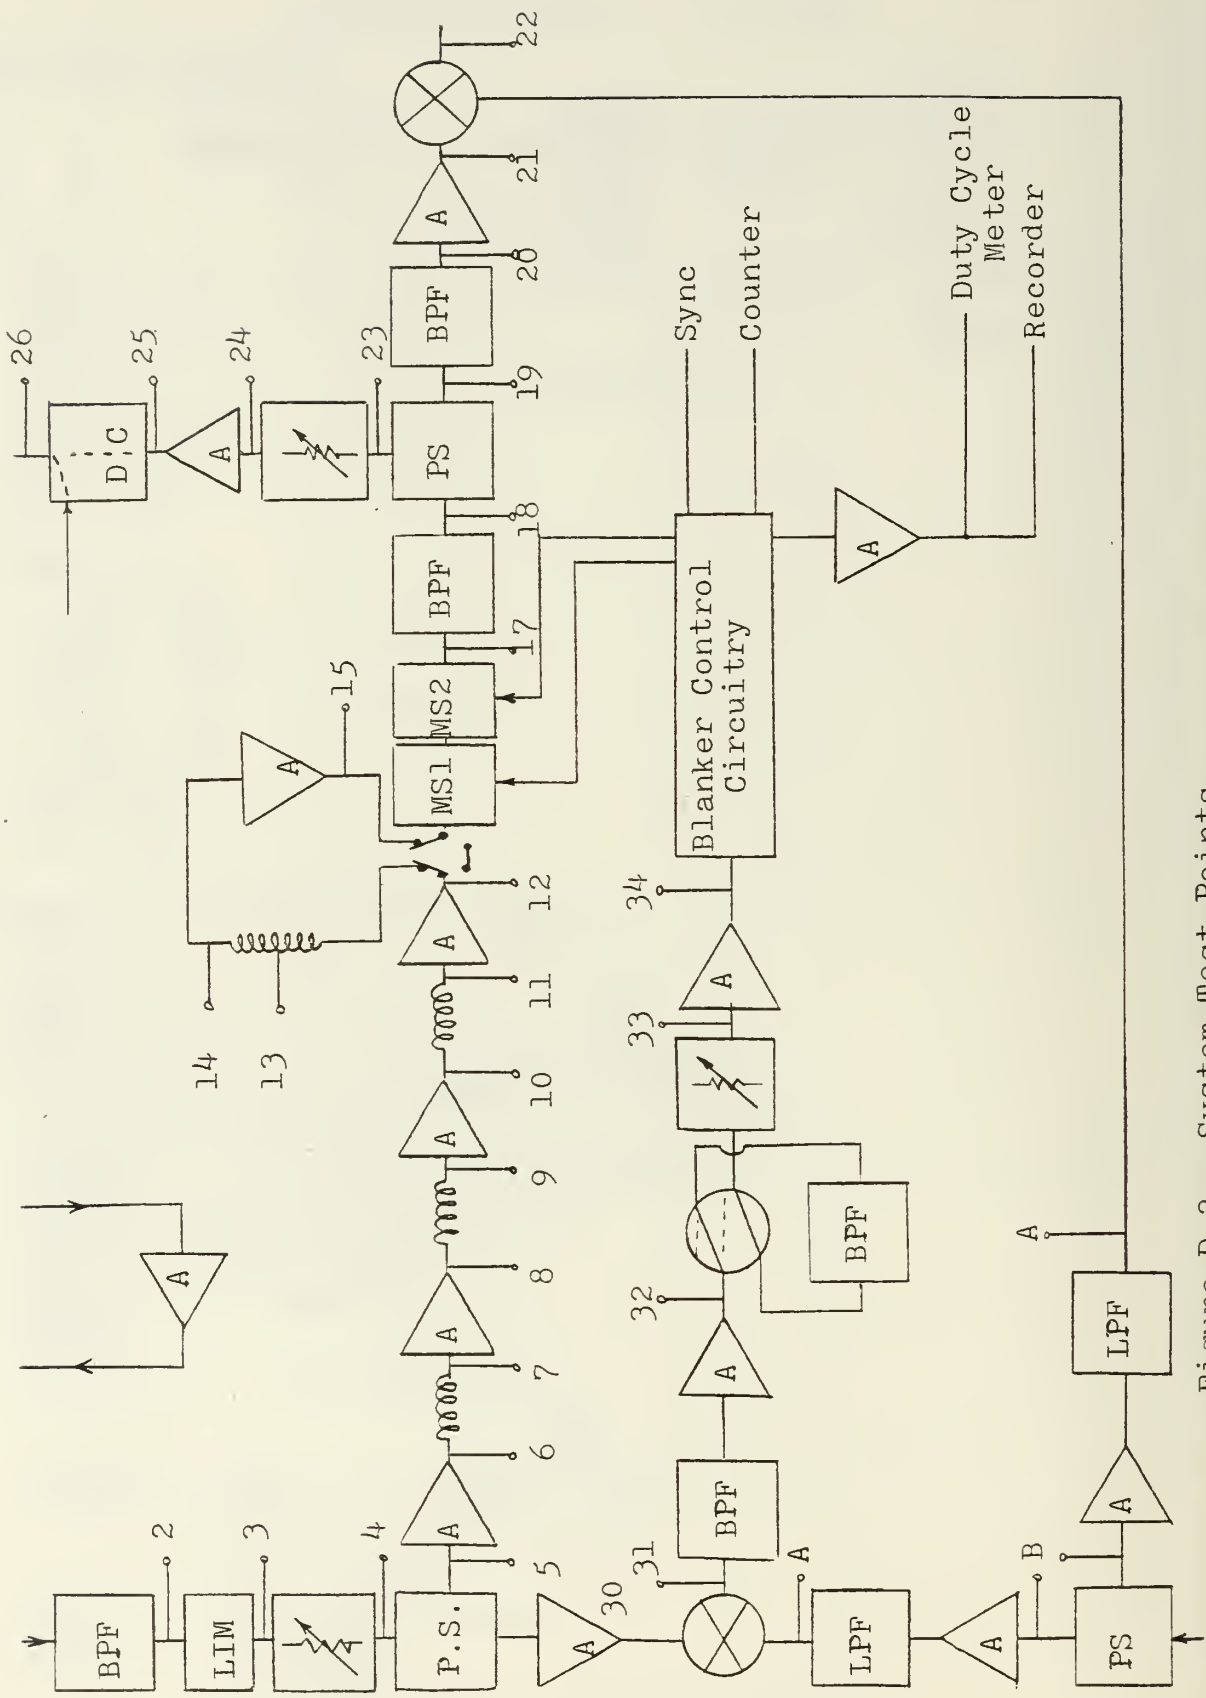 26
25
24
23
D C
A
A
PS
14
13
15
A
A
2
3
4
BPF
LIM
P.S.
A
A
A
A
MS1
MS2
BPF
BPF
A
5
6
7
8
9
10
11
12
17
18
19
20
21
22
A
30
31
BPF
A
32
BPF
33
A
34
Blanker Control
Circuitry
Sync
Counter
A
Duty Cycle
Meter
Recorder
A
LPF
A
B
PS
A
LPF
A
Figure System Test Points